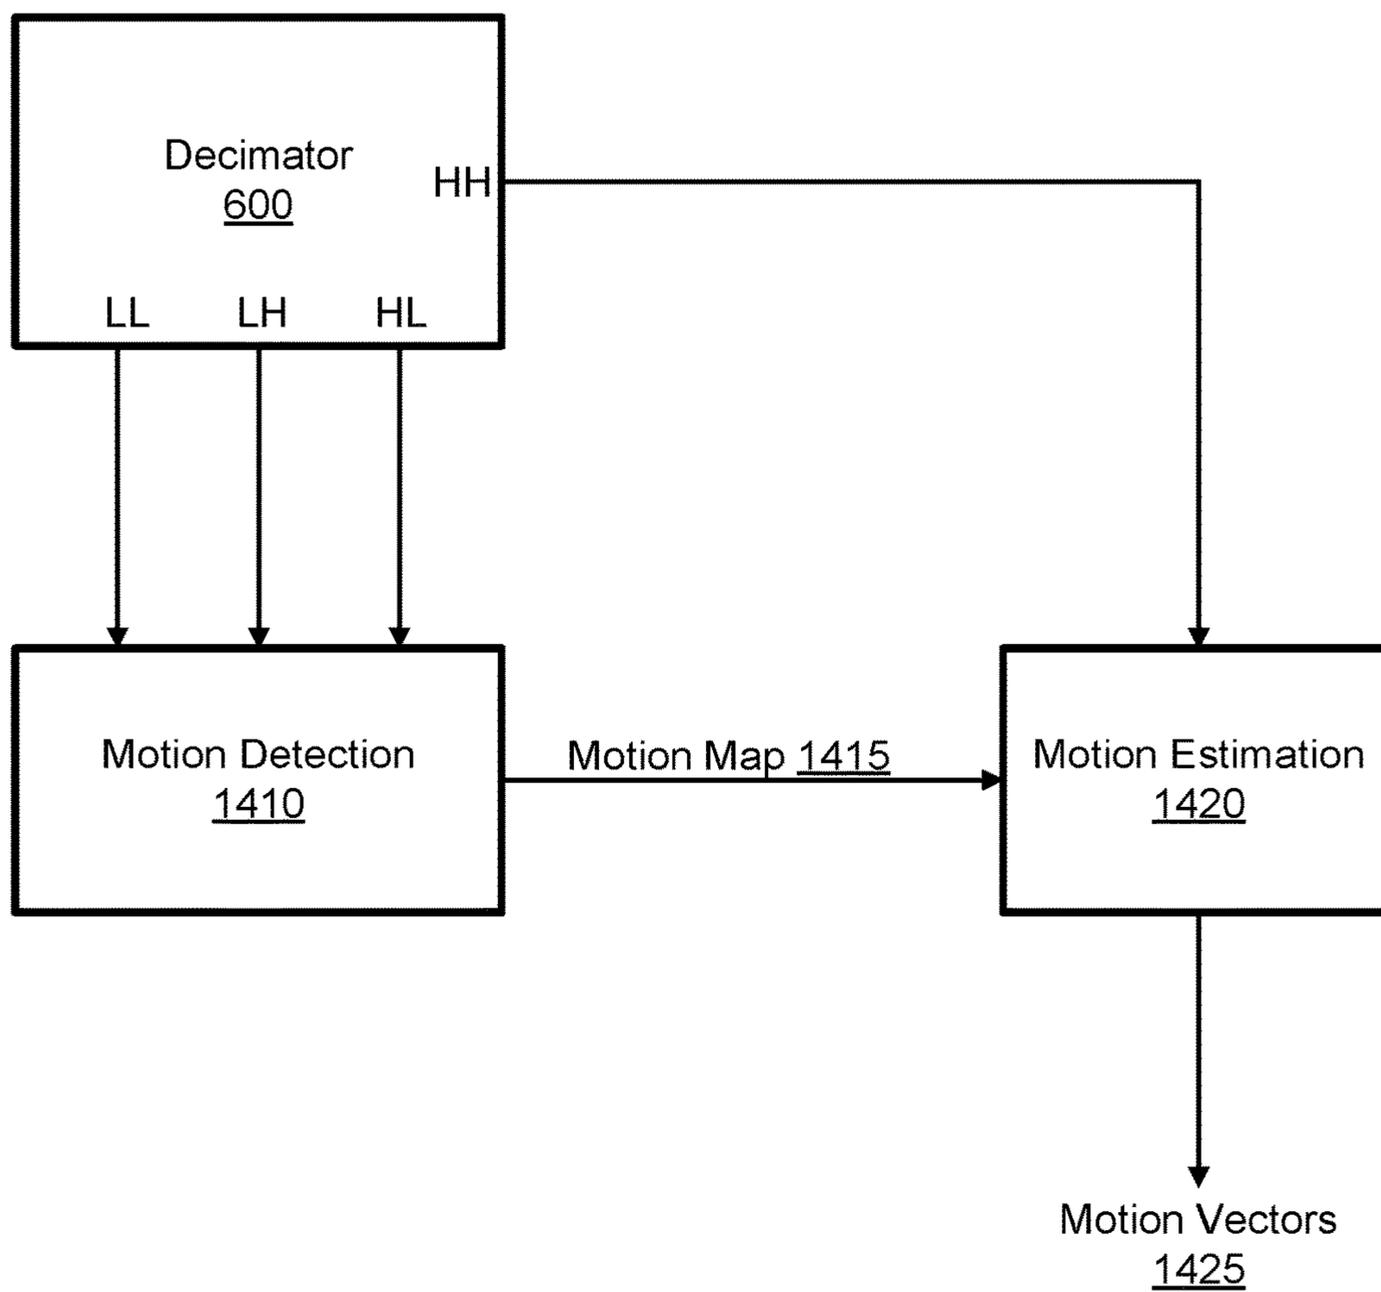 Decimator
600
HH
LL LH HL
Motion Detection
1410
Motion Map 1415
Motion Estimation
1420
Motion Vectors
1425